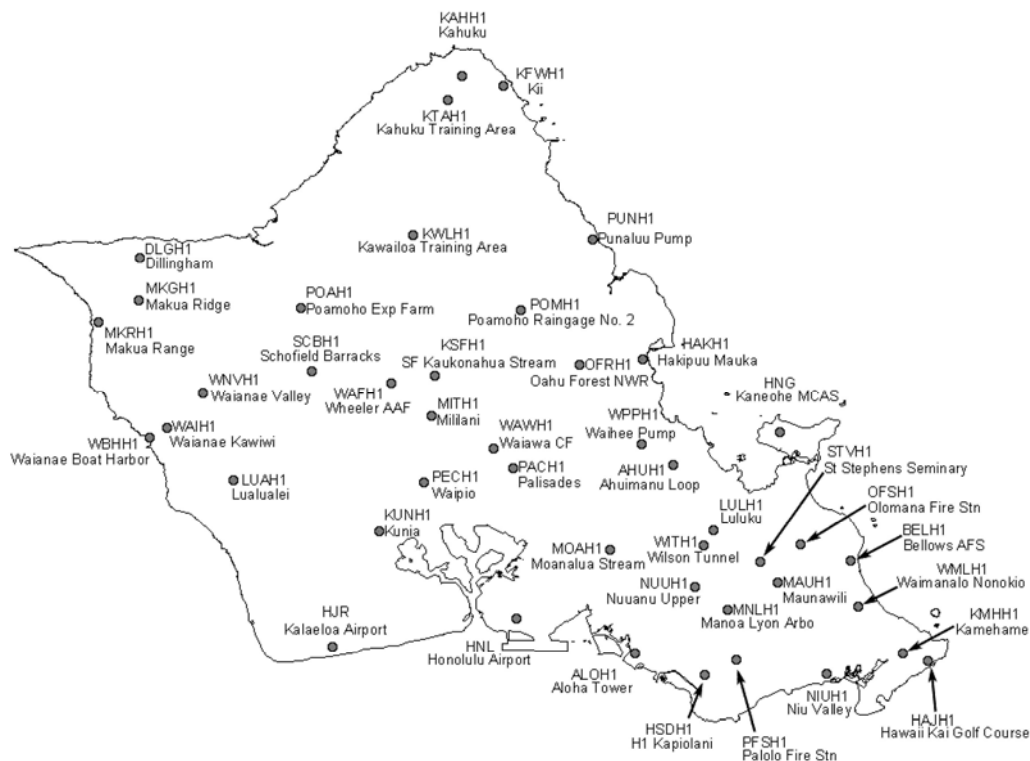 KAHH1
Kahuku
KFWH1
Kii
KTAH1
Kahuku Training Area
PUNH1
Punaluu Pump
KWLH1
Kawailoa Training Area
DLGH1
Dillingham
MKGH1
Makua Ridge
POAH1
Poamoho Exp Farm
POMH1
Poamoho Raingage No. 2
MKRH1
Makua Range
SCBH1
Schofield Barracks
KSFH1
SF Kaukonahua Stream
OFRH1
Oahu Forest NWR
HAKH1
Hakipuu Mauka
WNVH1
Waianae Valley
WAFH1
Wheeler AAF
HNG
Kaneohe MCAS
MITH1
Mililani
WAIH1
Waianae Kawiwi
WBHH1
Waianae Boat Harbor
WAWH1
Waiawa CF
WPPH1
Waihee Pump
STVH1
St Stephens Seminary
LUAH1
Lualualei
PECH1
Waipio
PACH1
Palisades
AHUH1
Ahuimanu Loop
OFSH1
Olomana Fire Stn
LULH1
Luluku
KUNH1
Kunia
BELH1
Bellows AFS
MOAH1
Moanalua Stream
WITH1
Wilson Tunnel
WMLH1
Waimanalo Nonokio
NUUH1
Nuuanu Upper
MAUH1
Maunawili
MNLH1
Manoa Lyon Arbo
KMHH1
Kamehame
HJR
Kalaeloa Airport
HNL
Honolulu Airport
ALOH1
Aloha Tower
NIUH1
Niu Valley
HSDH1
H1 Kapiolani
PFSH1
Palolo Fire Stn
HAJH1
Hawaii Kai Golf Course